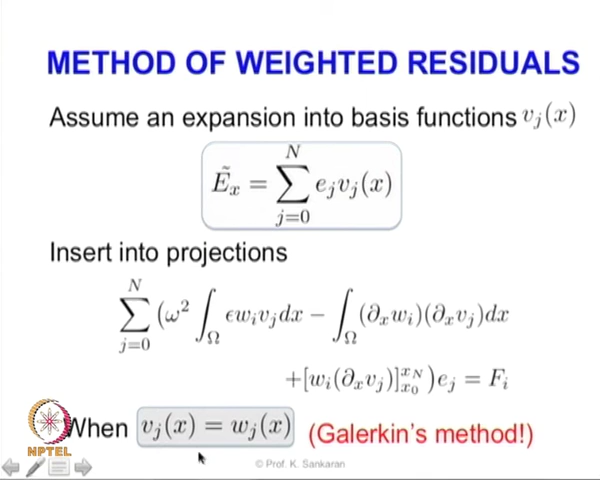 METHOD OF WEIGHTED RESIDUALS
Assume an expansion into basis functions $v_j(x)$
$\tilde{E}_x = \sum_{j=0}^{N} e_j v_j(x)$
Insert into projections
$\sum_{j=0}^{N} (\omega^2 \int_\Omega \epsilon w_i v_j dx - \int_\Omega (\partial_x w_i)(\partial_x v_j) dx$
$+ [w_i(\partial_x v_j)]_{x_0}^{x_N}) e_j = F_i$
When $v_j(x) = w_j(x)$ (Galerkin's method!)
NPTEL
© Prof. K. Sankaran